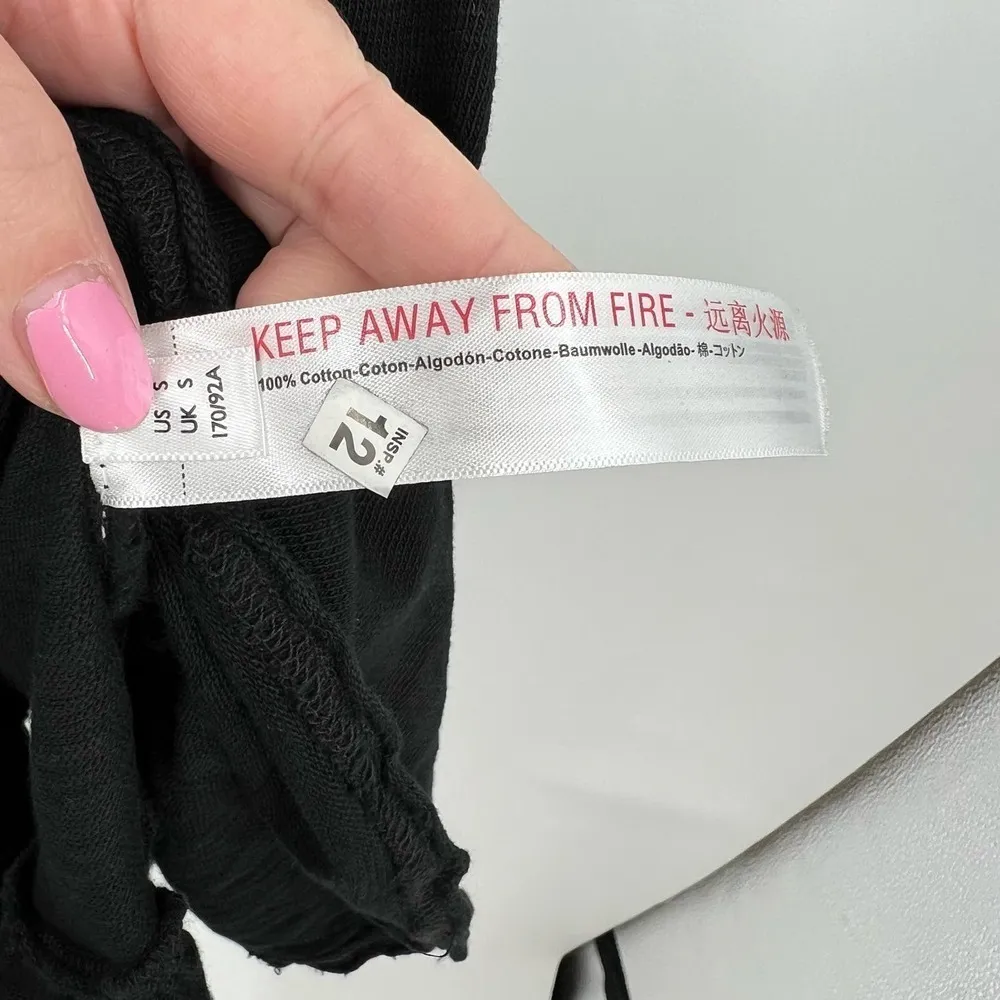 KEEP AWAY FROM FIRE - 远离火源
100% Cotton-Coton-Algodón-Cotone-Baumwolle-Algodão- 棉-コットン
US S
UK S
170/92A
INSP.#
12